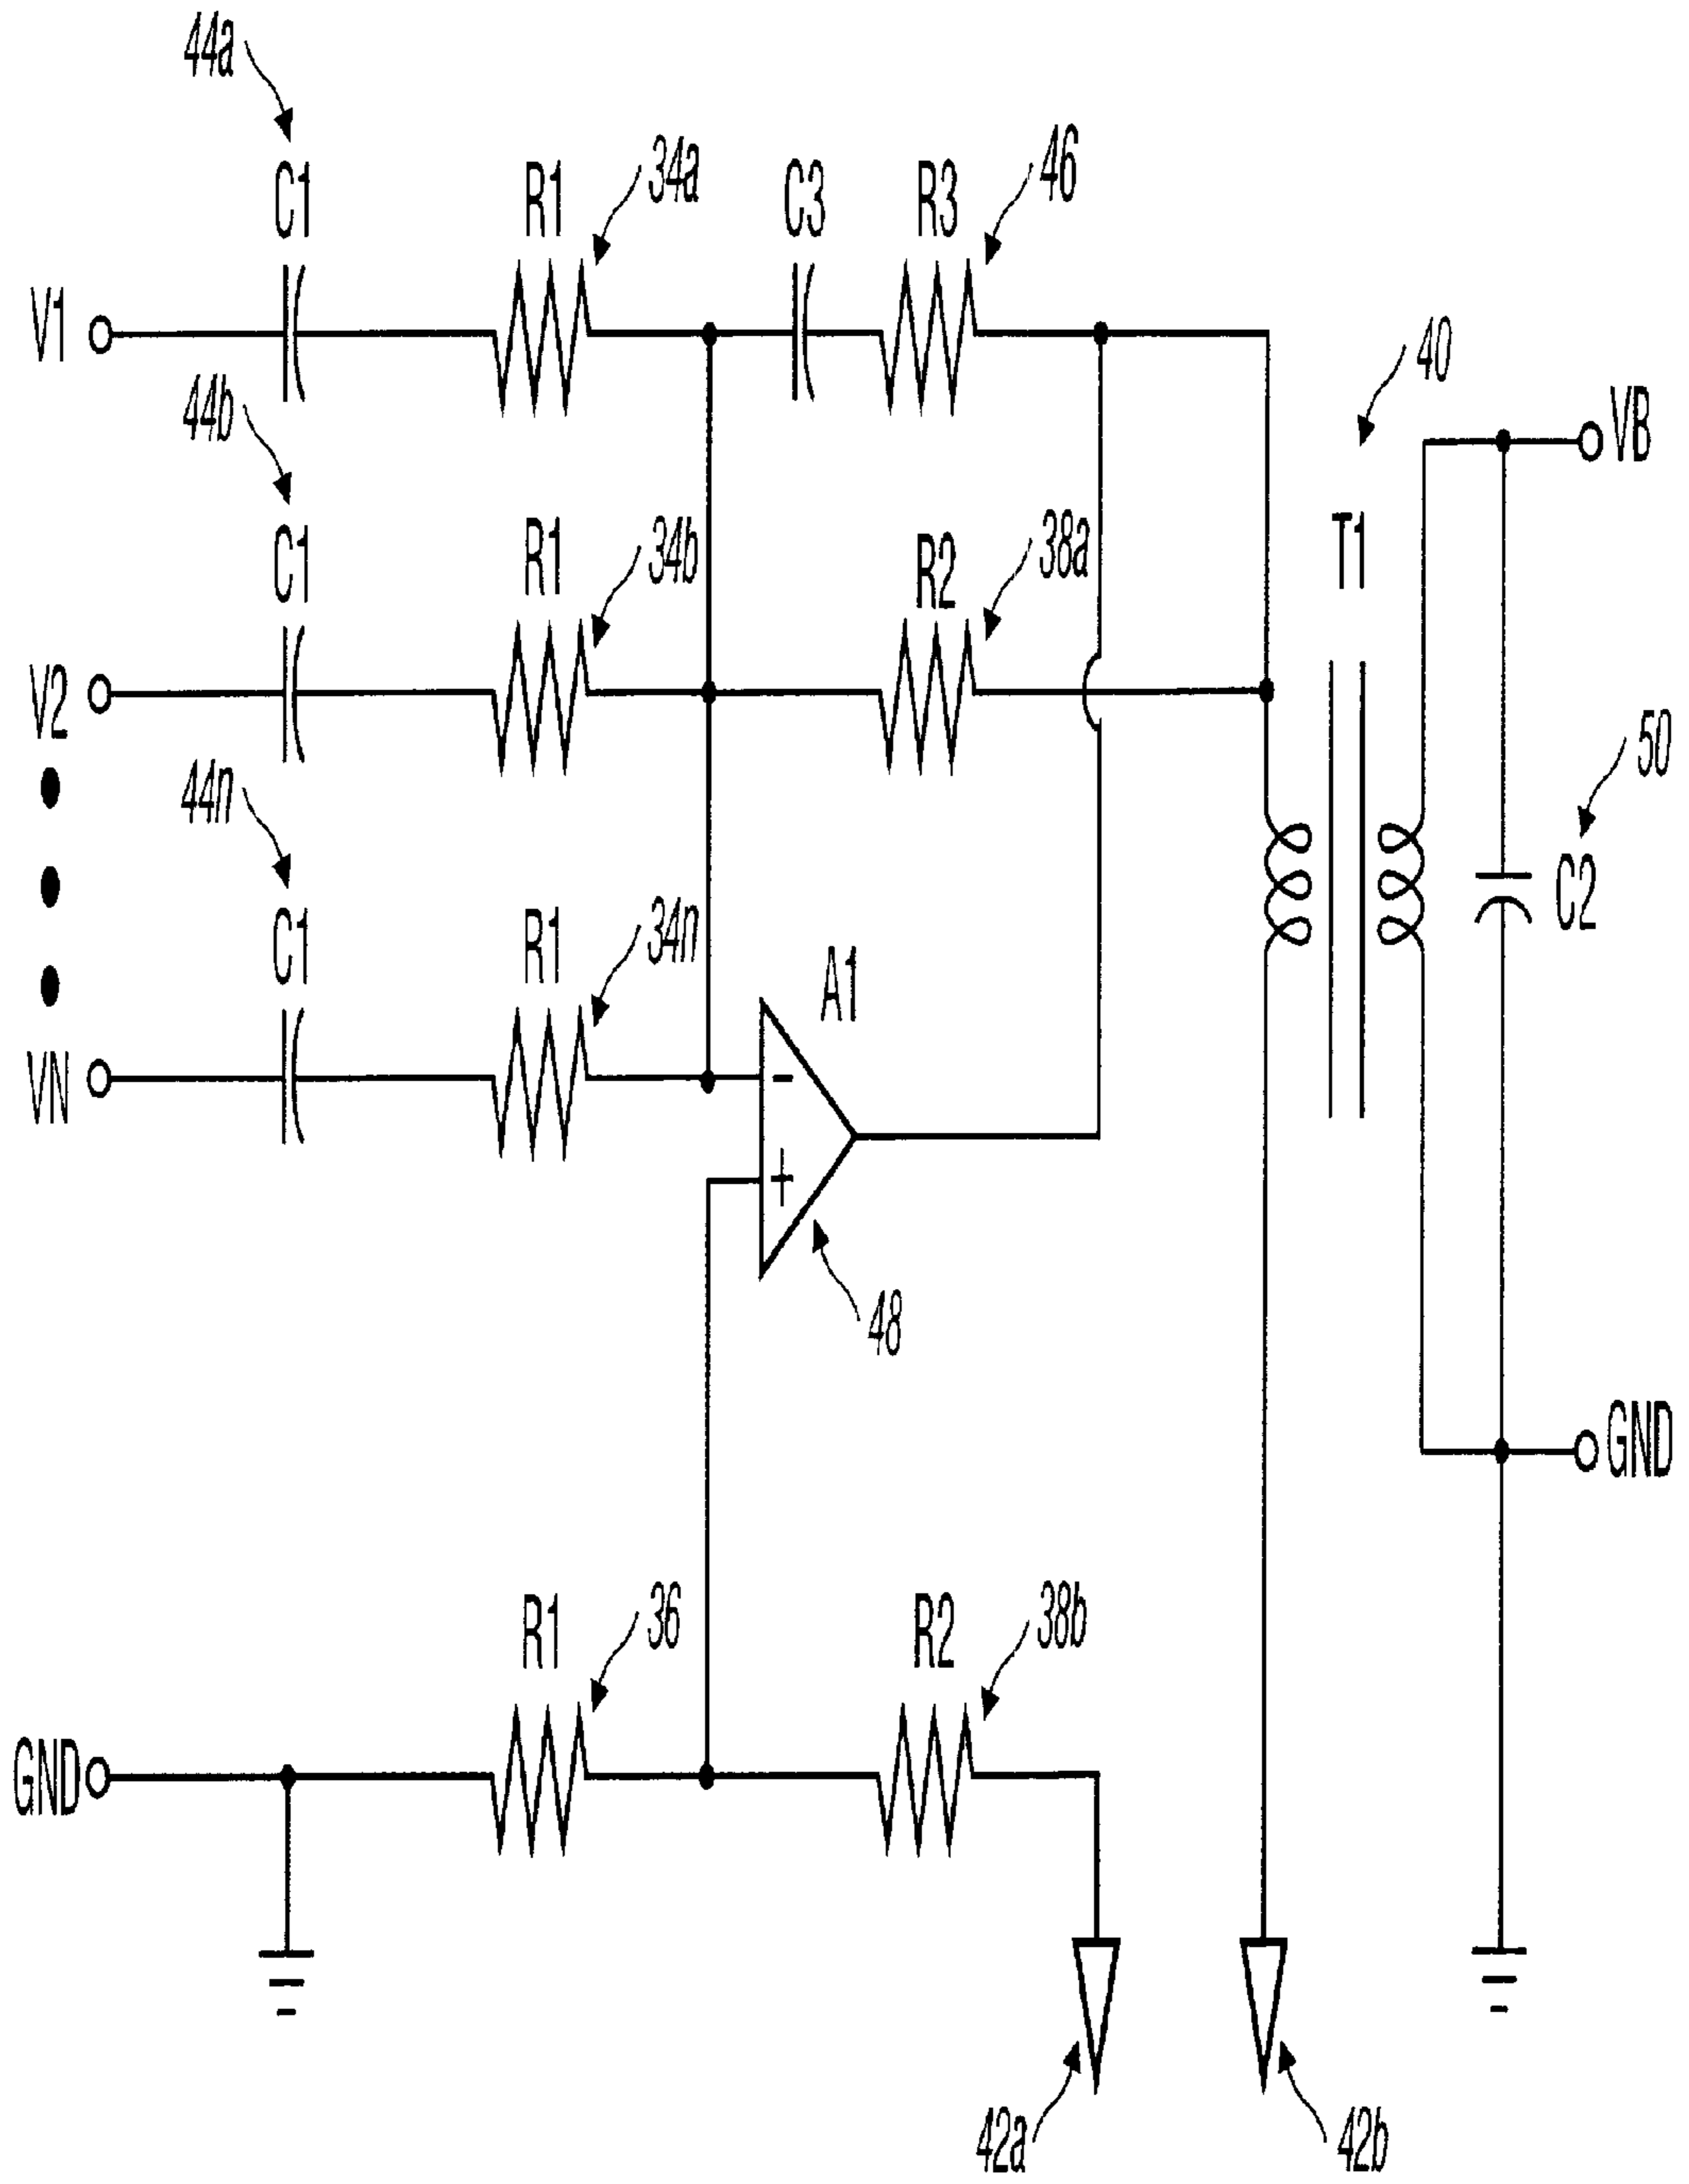 44a
C1
R1
34a
C3
R3
46
V1
40
44b
VB
C1
R1
34b
R2
38a
T1
V2
50
44n
C2
C1
R1
34n
A1
VN
-
+
48
GND
R1
36
R2
38b
GND
42a
42b